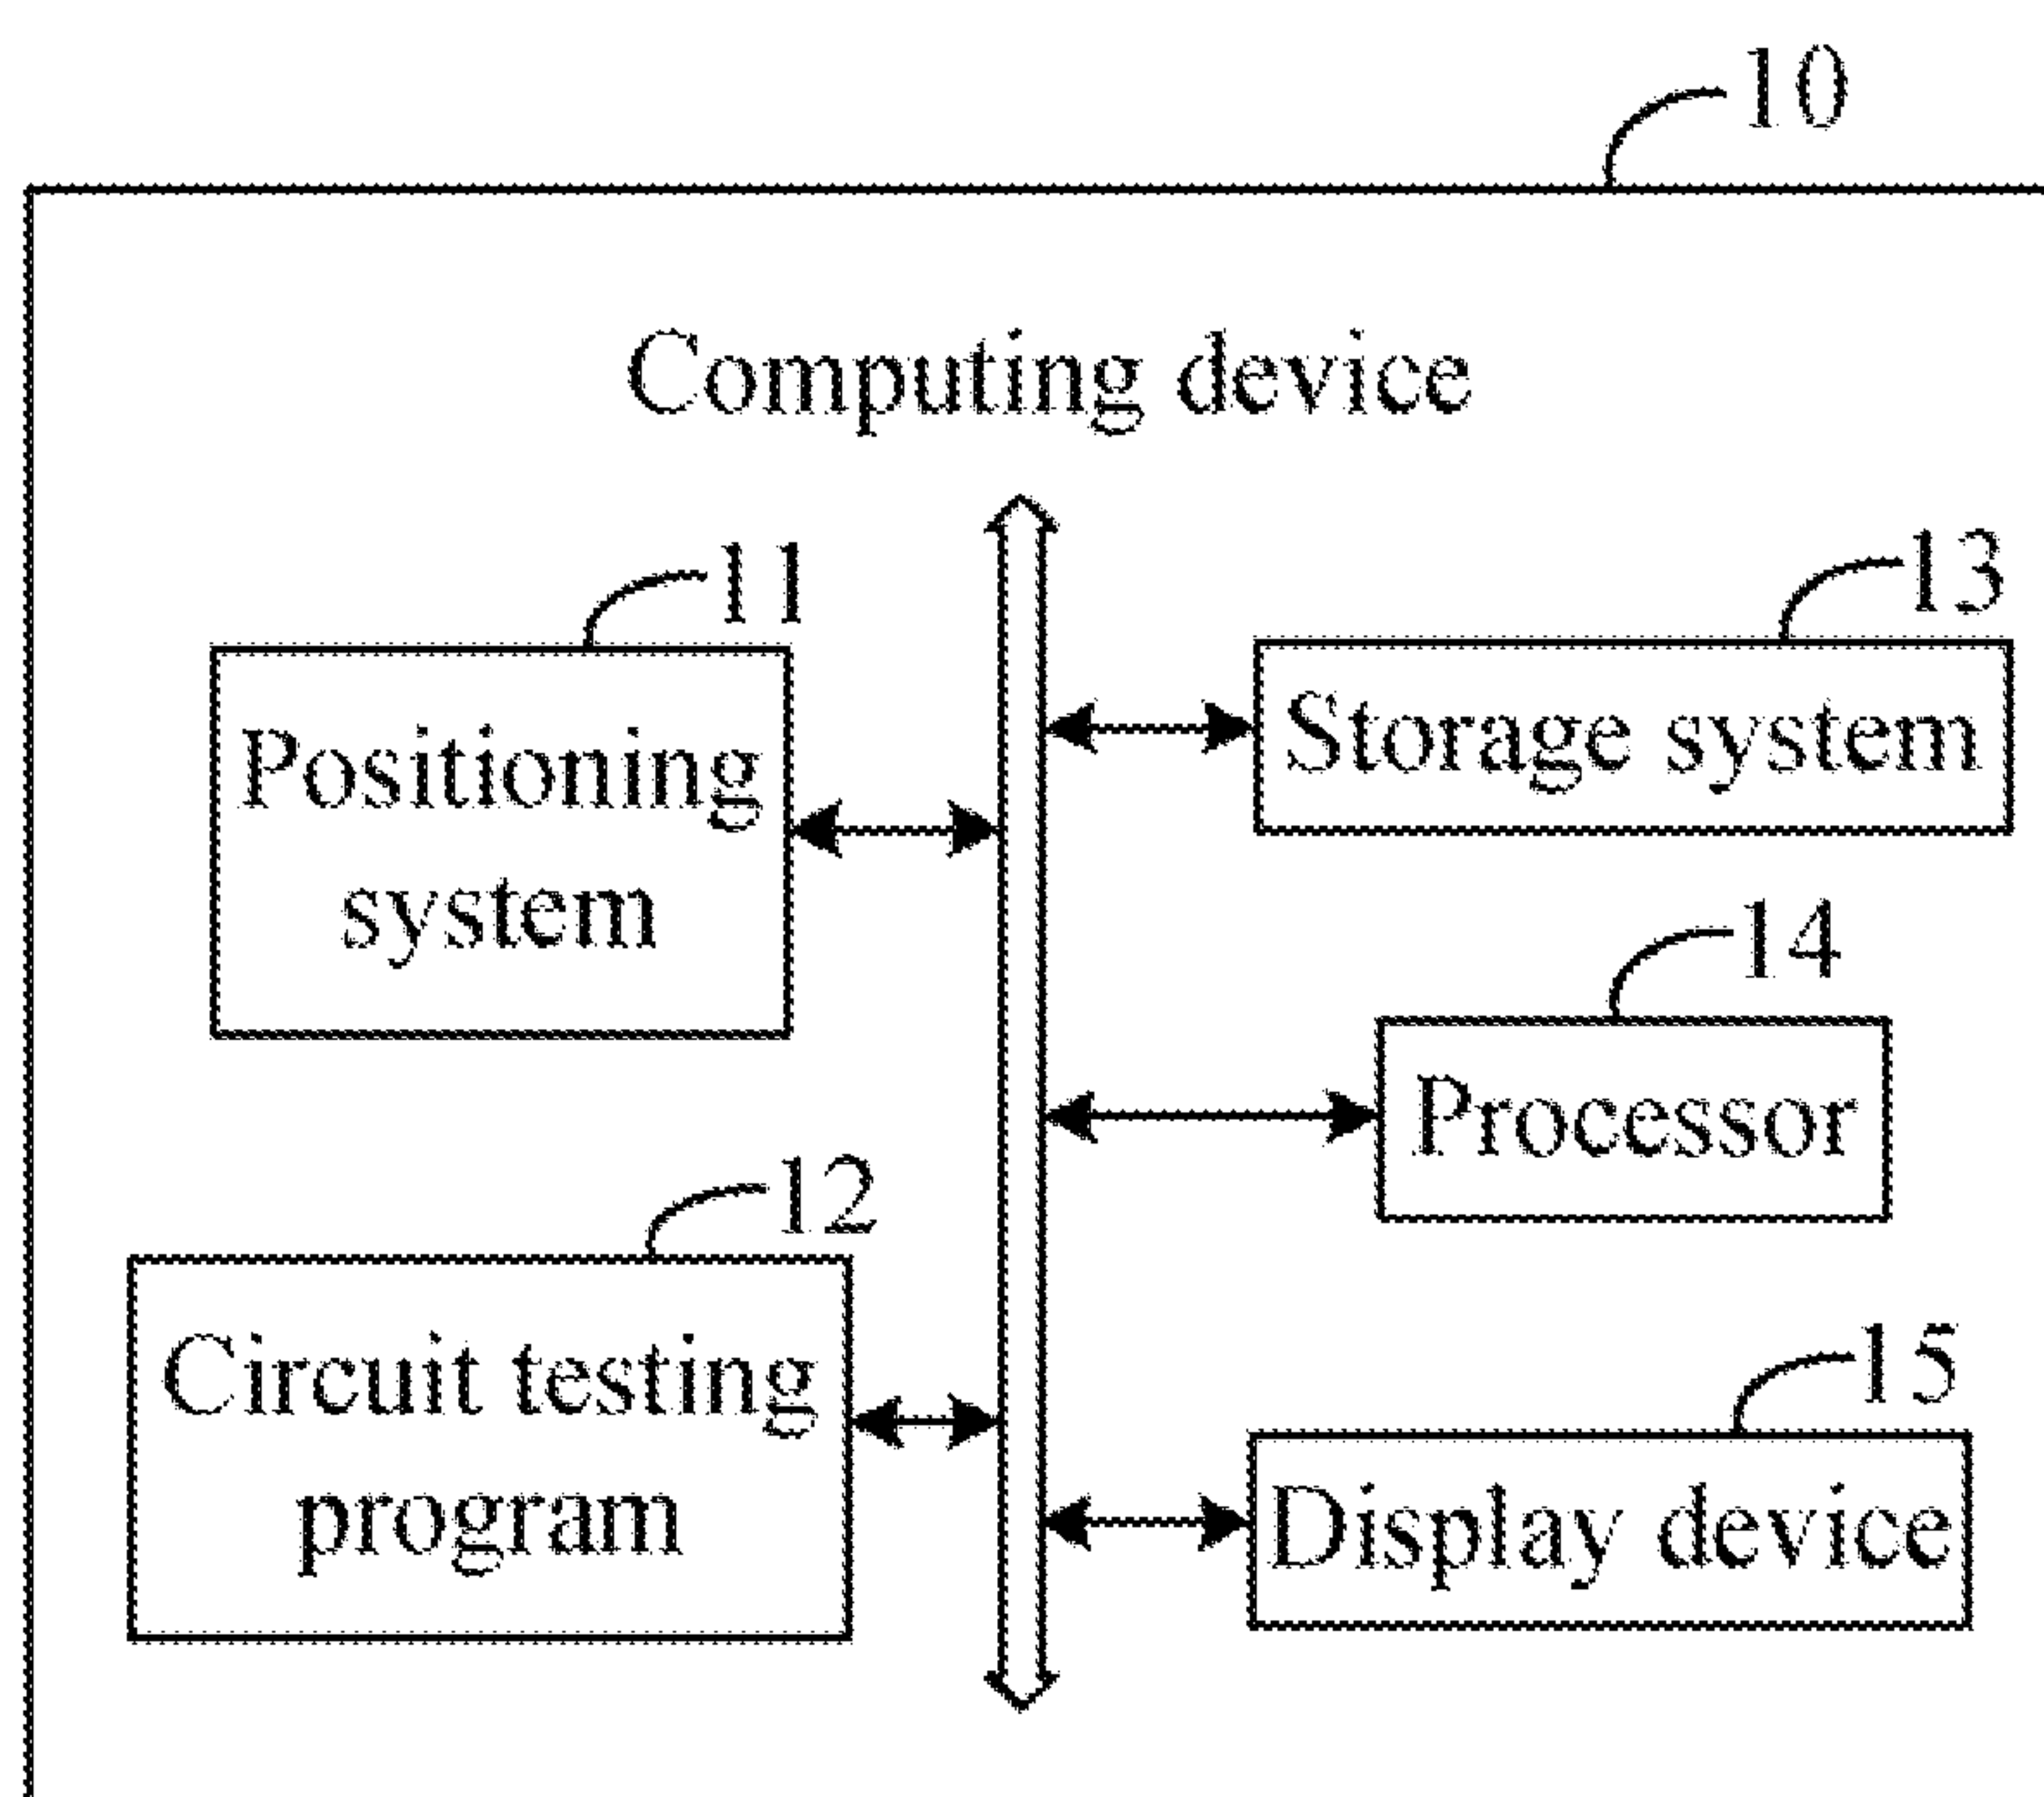 10
Computing device
11
Positioning
system
12
Circuit testing
program
13
Storage system
14
Processor
15
Display device